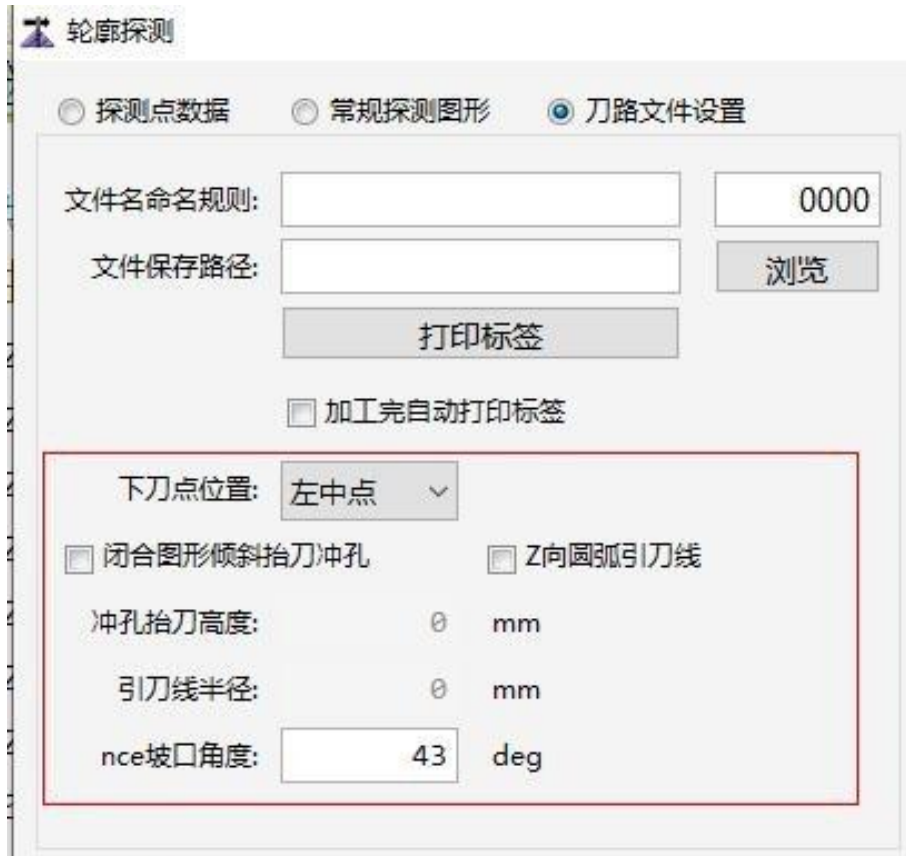 轮廓探测
探测点数据 常规探测图形 刀路文件设置
文件名命名规则: 0000
文件保存路径: 浏览
打印标签
加工完自动打印标签
下刀点位置: 左中点
闭合图形倾斜抬刀冲孔 Z向圆弧引刀线
冲孔抬刀高度: 0 mm
引刀线半径: 0 mm
nce坡口角度: 43 deg